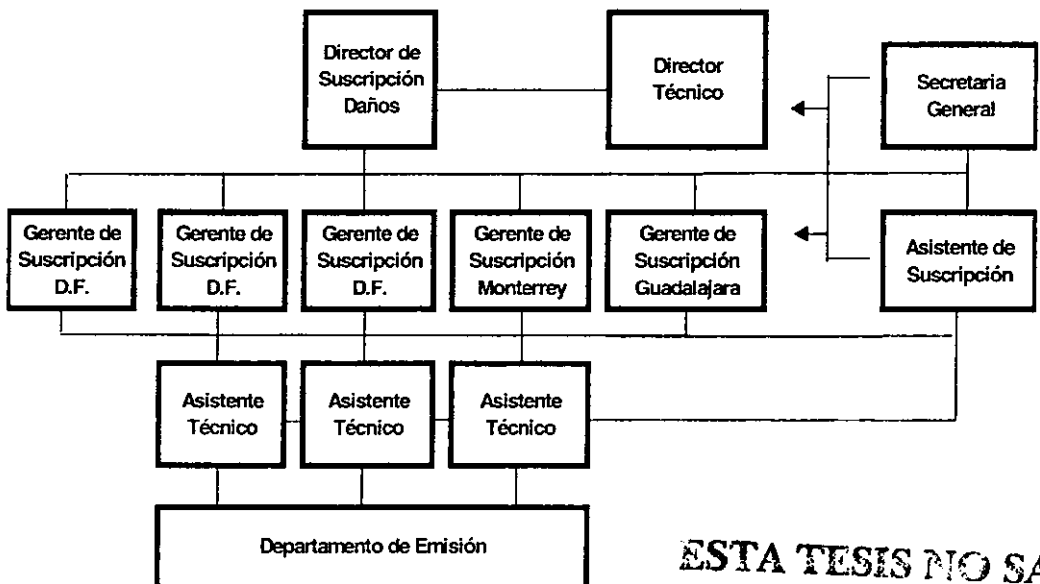 Director de
Suscripción
Daños
Director
Técnico
Secretaria
General
Gerente de
Suscripción
D.F.
Gerente de
Suscripción
D.F.
Gerente de
Suscripción
D.F.
Gerente de
Suscripción
Monterrey
Gerente de
Suscripción
Guadalajara
Asistente de
Suscripción
Asistente
Técnico
Asistente
Técnico
Asistente
Técnico
Departamento de Emisión
ESTA TESIS NO SA